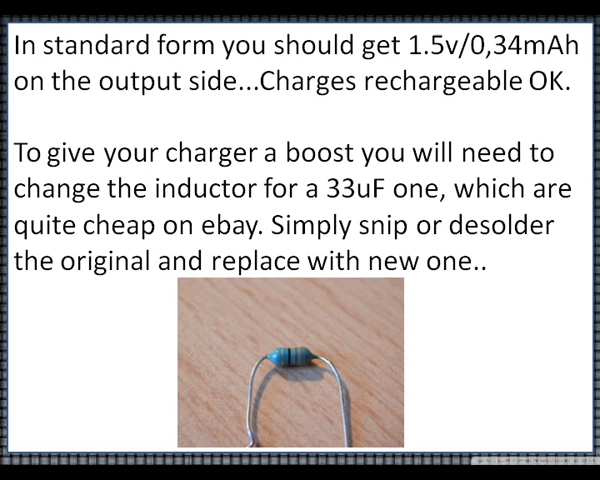 In standard form you should get 1.5v/0,34mAh
on the output side...Charges rechargeable OK.
To give your charger a boost you will need to
change the inductor for a 33uF one, which are
quite cheap on ebay. Simply snip or desolder
the original and replace with new one..